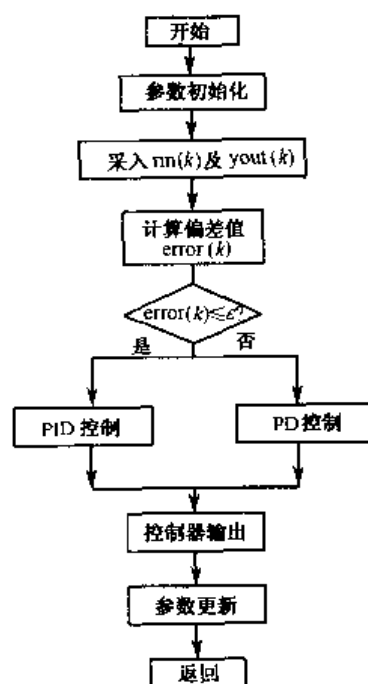 开始
参数初始化
采入 rin(k) 及 yout(k)
计算偏差值
error(k)
error(k)≤ε?
是 否
PID 控制 PD 控制
控制器输出
参数更新
返回